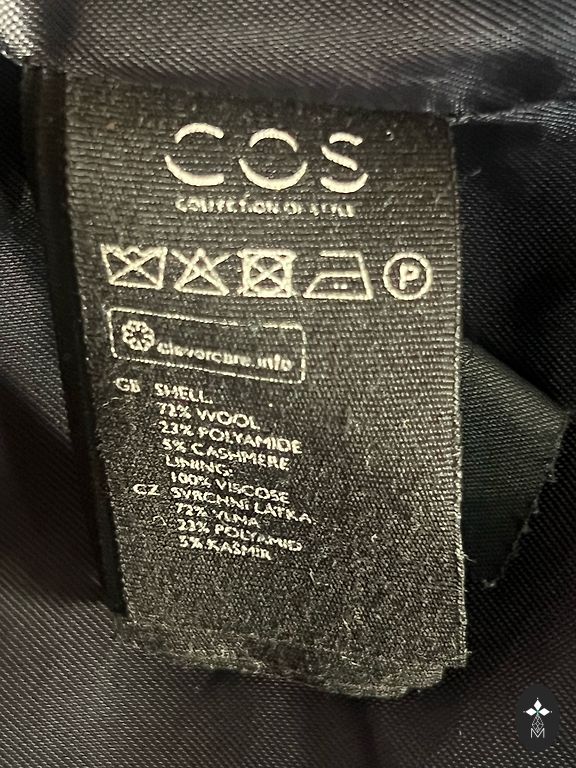 COS
COLLECTION OF STYLE
P
clevercare.info
GB SHELL:
72% WOOL
23% POLYAMIDE
5% CASHMERE
LINING:
100% VISCOSE
CZ SVRCHNÍ LÁTKA:
72% VLNA
23% POLYAMID
5% KAŠMÍR
M